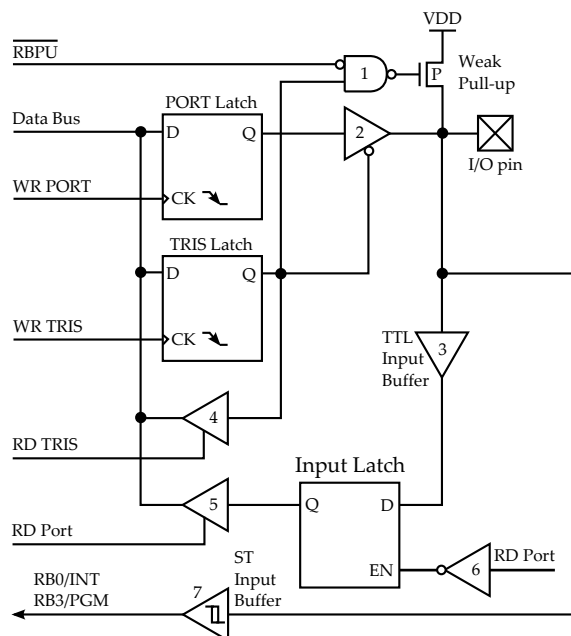 VDD
RBPU
1
P
Weak
Pull-up
Data Bus
PORT Latch
D
Q
2
I/O pin
WR PORT
CK
TRIS Latch
D
Q
WR TRIS
CK
TTL
Input
Buffer
3
4
RD TRIS
Input Latch
5
Q
D
RD Port
EN
6
RD Port
RB0/INT
RB3/PGM
7
ST
Input
Buffer